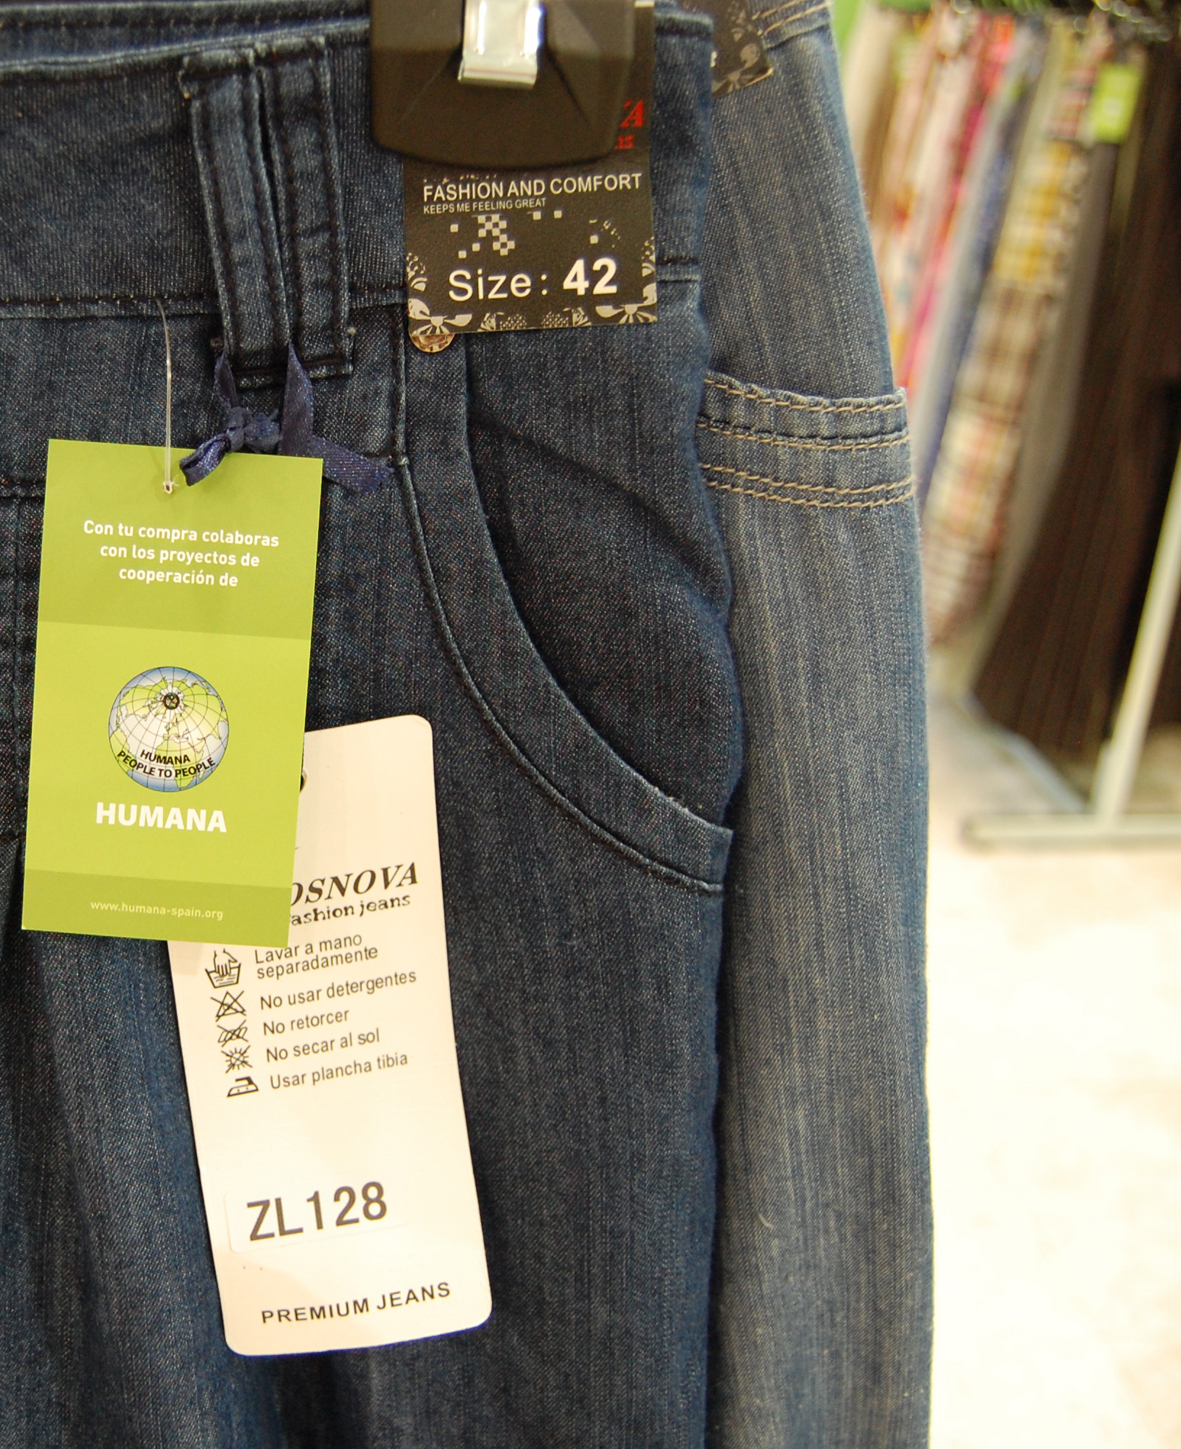 FASHION AND COMFORT
KEEPS ME FEELING GREAT
Size: 42
Con tu compra colaboras
con los proyectos de
cooperación de
HUMANA
PEOPLE TO PEOPLE
HUMANA
www.humana-spain.org
Lavar a mano
separadamente
No usar detergentes
No retorcer
No secar al sol
Usar plancha tibia
ZL128
PREMIUM JEANS